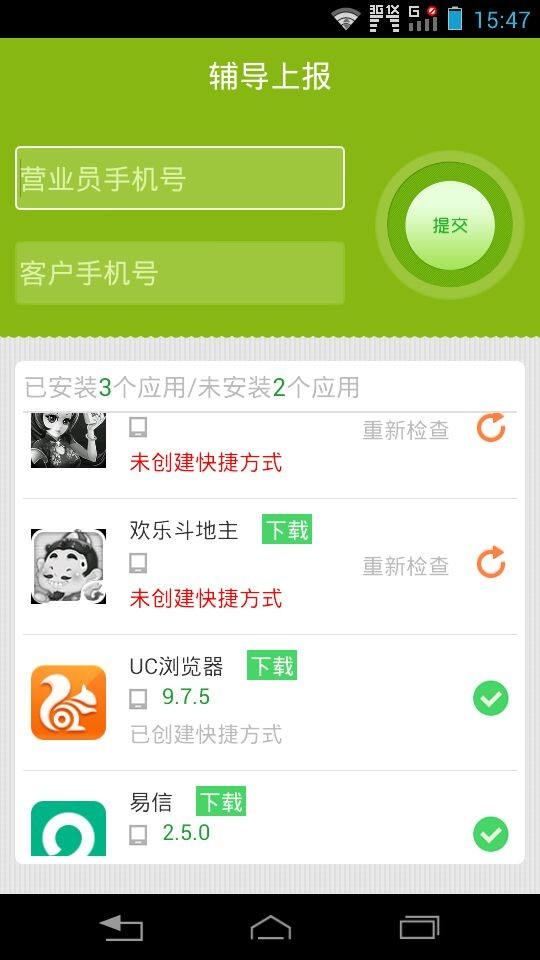 3G 1X
G
15:47
辅导上报
营业员手机号
提交
客户手机号
已安装3个应用/未安装2个应用
重新检查
未创建快捷方式
欢乐斗地主 下载
重新检查
未创建快捷方式
UC浏览器 下载
9.7.5
已创建快捷方式
易信 下载
2.5.0